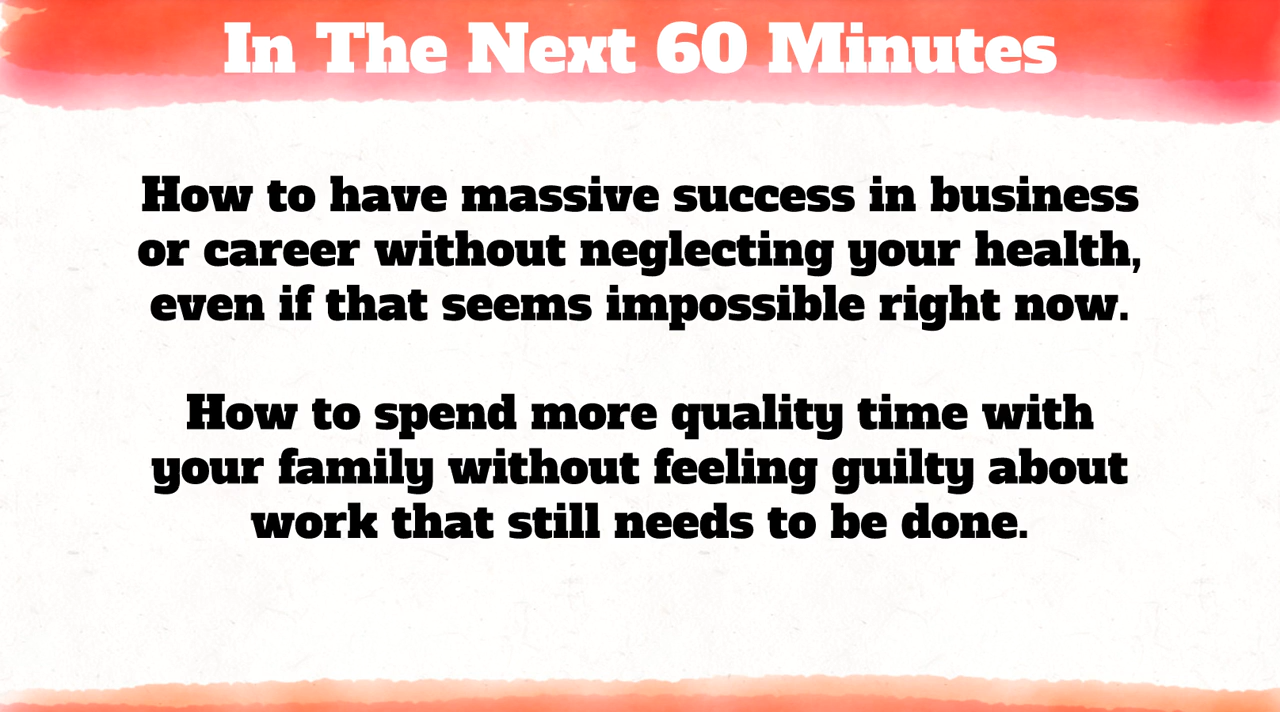 In The Next 60 Minutes
How to have massive success in business
or career without neglecting your health,
even if that seems impossible right now.
How to spend more quality time with
your family without feeling guilty about
work that still needs to be done.